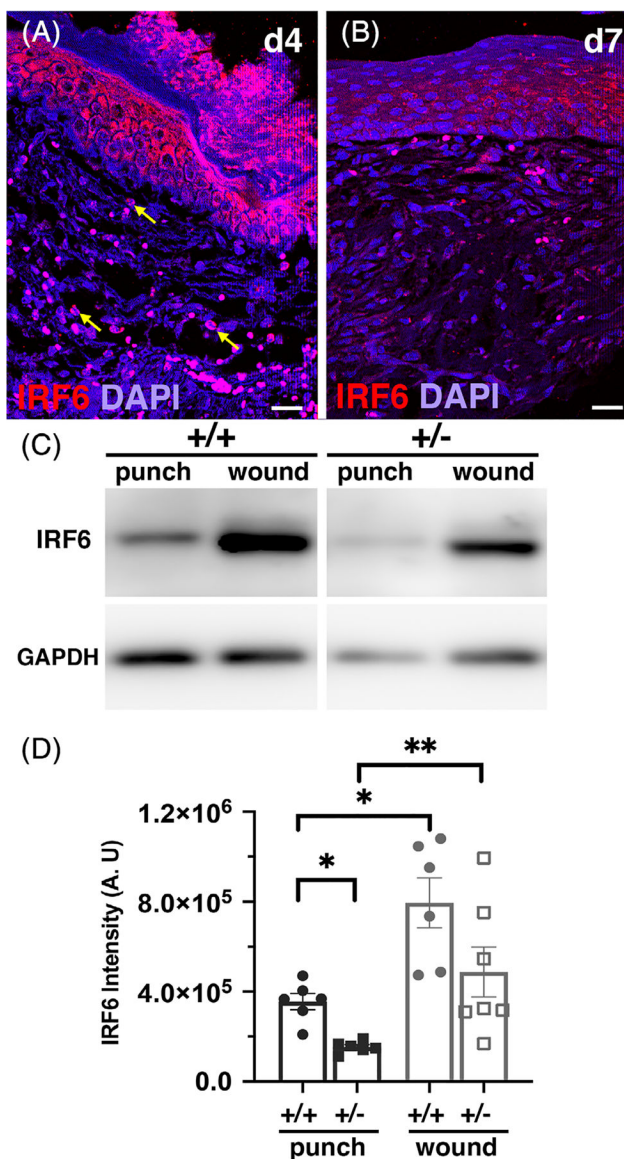 (A) d4 (B) d7
IRF6 DAPI IRF6 DAPI
(C) +/+ +/-
punch wound punch wound
IRF6
GAPDH
(D)
**
*
*
IRF6 Intensity (A. U)
1.2×10⁶
8.0×10⁵
4.0×10⁵
0.0
+/+ +/- +/+ +/-
punch wound